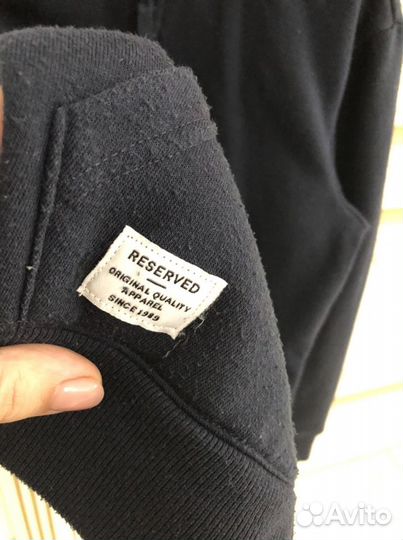 RESERVED
—
ORIGINAL QUALITY
APPAREL
SINCE 1989
Avito